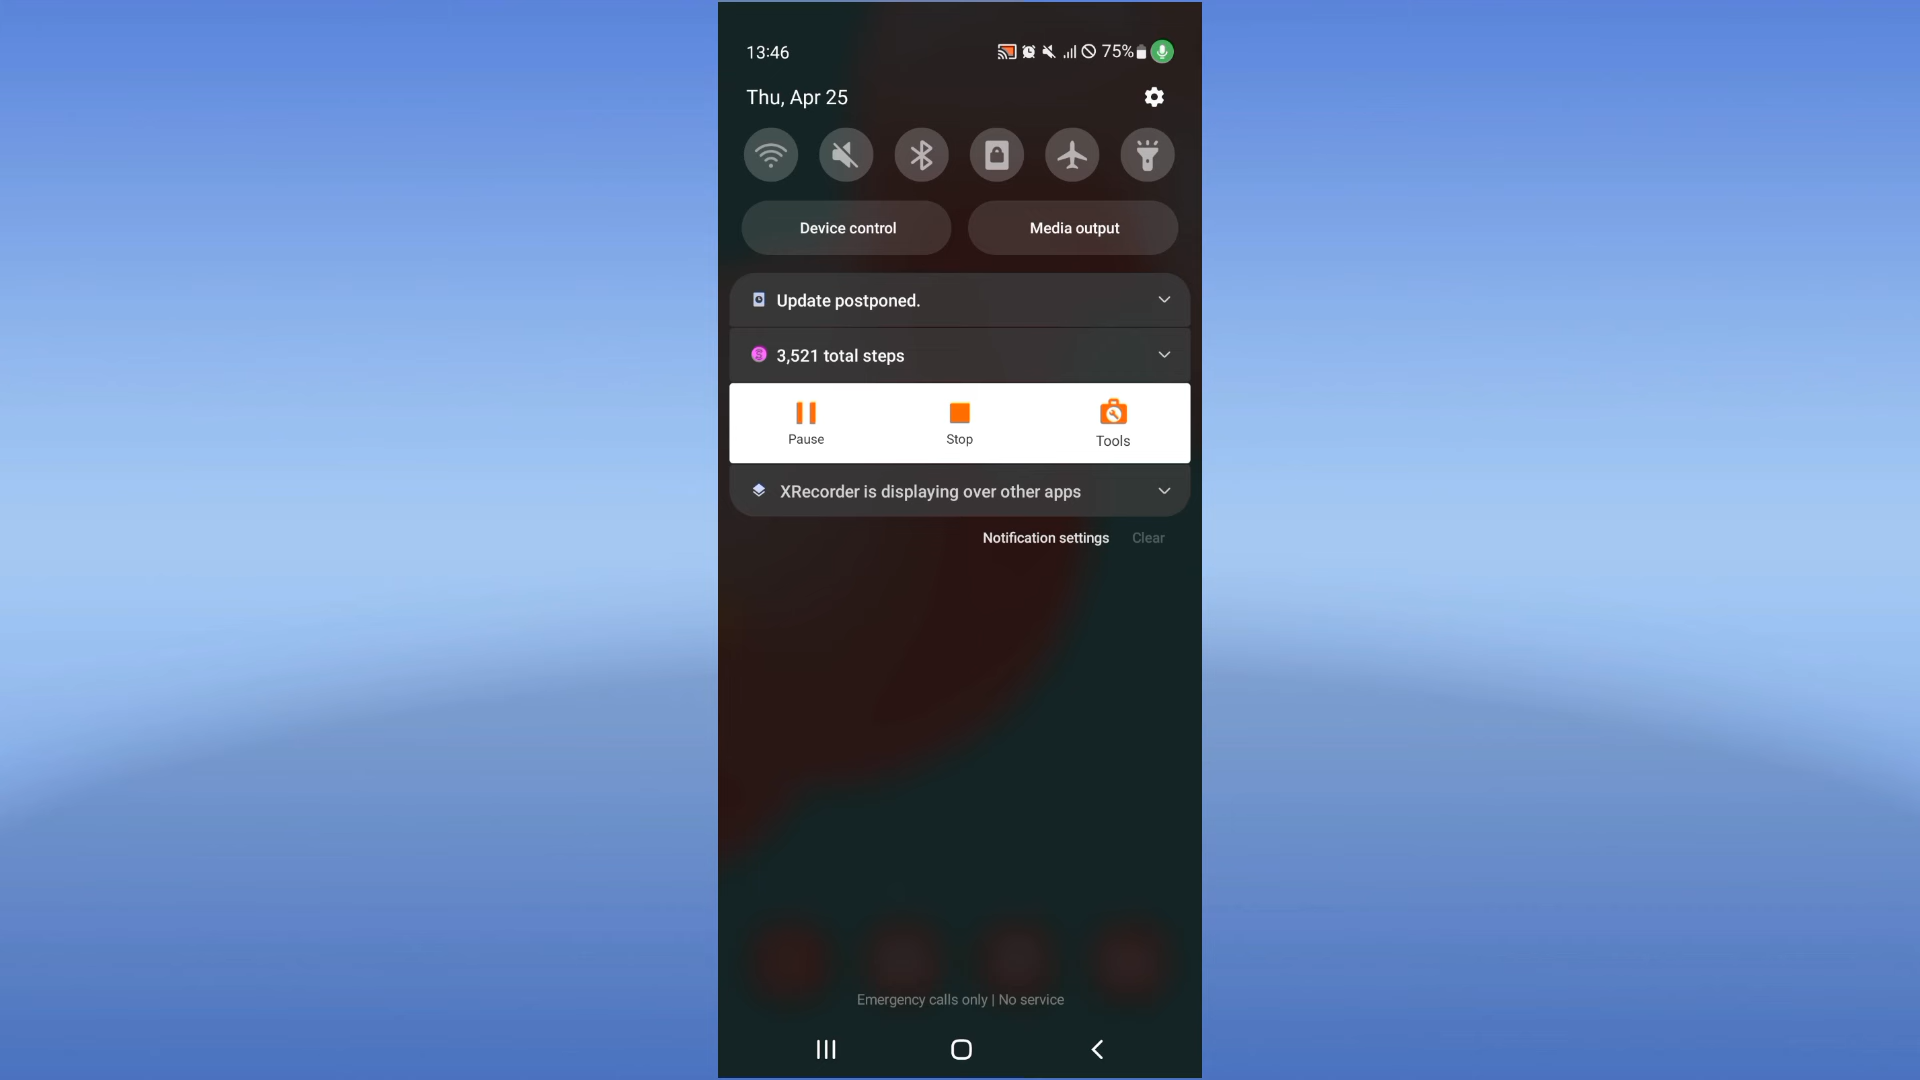 13:46
75%
Thu, Apr 25
Device control
Media output
Update postponed.
3,521 total steps
Pause
Stop
Tools
XRecorder is displaying over other apps
Notification settings
Clear
Emergency calls only | No service